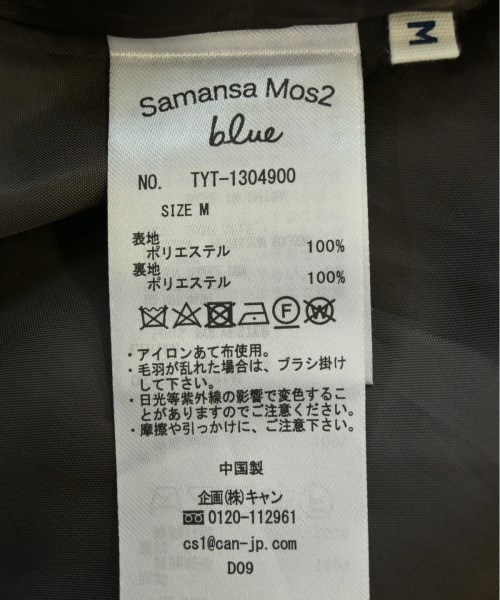 M
Samansa Mos2
blue
NO. TYT-1304900
SIZE M
表地
ポリエステル 100%
裏地
ポリエステル 100%
・アイロンあて布使用。
・毛羽が乱れた場合は、ブラシ掛け
して下さい。
・日光等紫外線の影響で変色するこ
とがありますのでご注意ください。
・摩擦や引っかけに、ご注意下さい。
中国製
企画(株)キャン
0120-112961
cs1@can-jp.com
D09